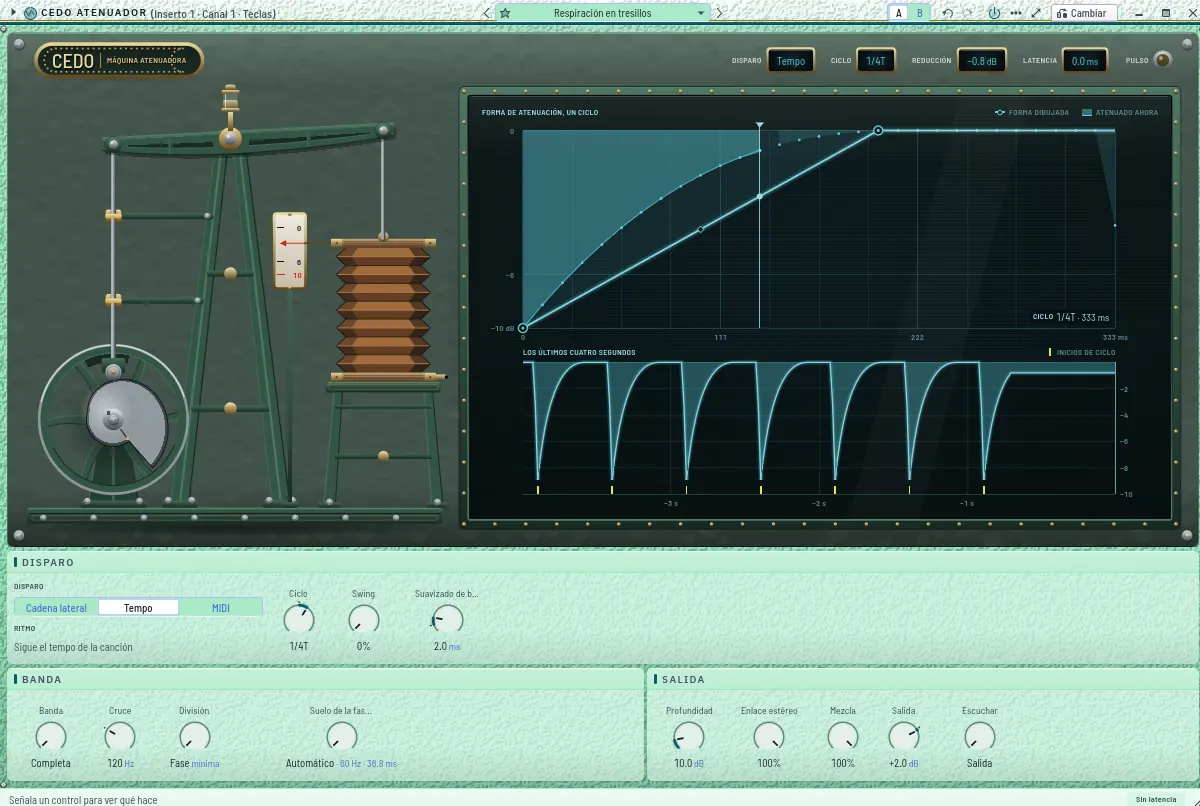 CEDO ATENUADOR (Inserto 1 · Canal 1 · Teclas)
Respiración en tresillos
A B
Cambiar
CEDO MÁQUINA ATENUADORA
DISPARO Tempo CICLO 1/4T REDUCCIÓN −0.8 dB LATENCIA 0.0 ms PULSO
FORMA DE ATENUACIÓN, UN CICLO
FORMA DIBUJADA ATENUADO AHORA
0
−6
−10 dB
0 111 222 333 ms
CICLO 1/4T · 333 ms
0
6
10
LOS ÚLTIMOS CUATRO SEGUNDOS
INICIOS DE CICLO
−2
−4
−6
−8
−10
−3 s −2 s −1 s
DISPARO
DISPARO
Cadena lateral Tempo MIDI
RITMO
Sigue el tempo de la canción
Ciclo Swing Suavizado de b...
1/4T 0% 2.0 ms
BANDA
Banda Cruce División Suelo de la fas...
Completa 120 Hz Fase mínima Automático · 60 Hz · 36.8 ms
SALIDA
Profundidad Enlace estéreo Mezcla Salida Escuchar
10.0 dB 100% 100% +2.0 dB Salida
Señala un control para ver qué hace
Sin latencia